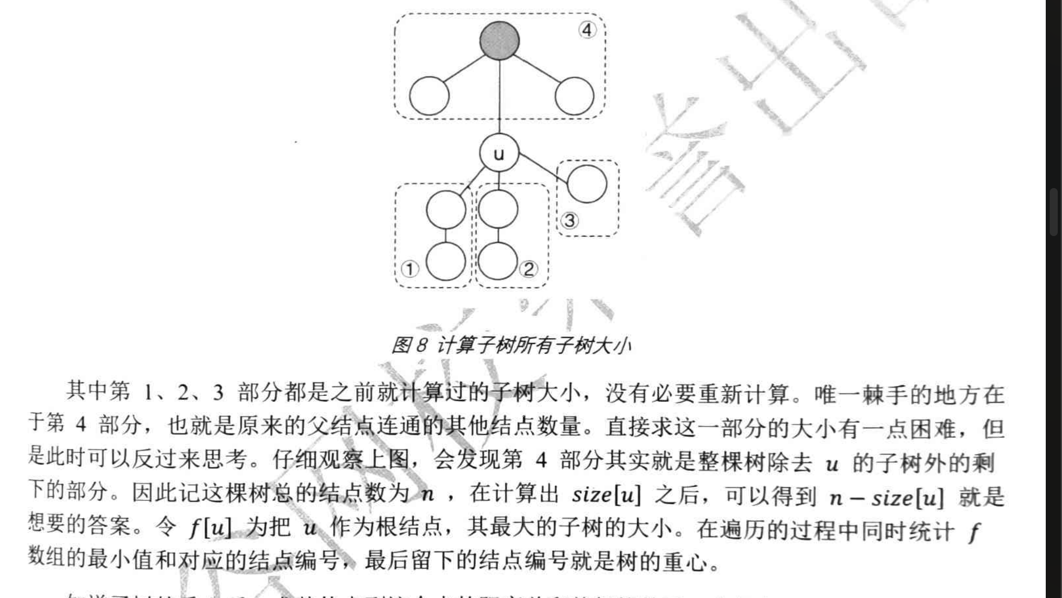 ④
u
③
①
②
图 8 计算子树所有子树大小
其中第 1、2、3 部分都是之前就计算过的子树大小，没有必要重新计算。唯一棘手的地方在
于第 4 部分，也就是原来的父结点连通的其他结点数量。直接求这一部分的大小有一点困难，但
是此时可以反过来思考。仔细观察上图，会发现第 4 部分其实就是整棵树除去 u 的子树外的剩
下的部分。因此记这棵树总的结点数为 n ，在计算出 size[u] 之后，可以得到 n − size[u] 就是
想要的答案。令 f[u] 为把 u 作为根结点，其最大的子树的大小。在遍历的过程中同时统计 f
数组的最小值和对应的结点编号，最后留下的结点编号就是树的重心。